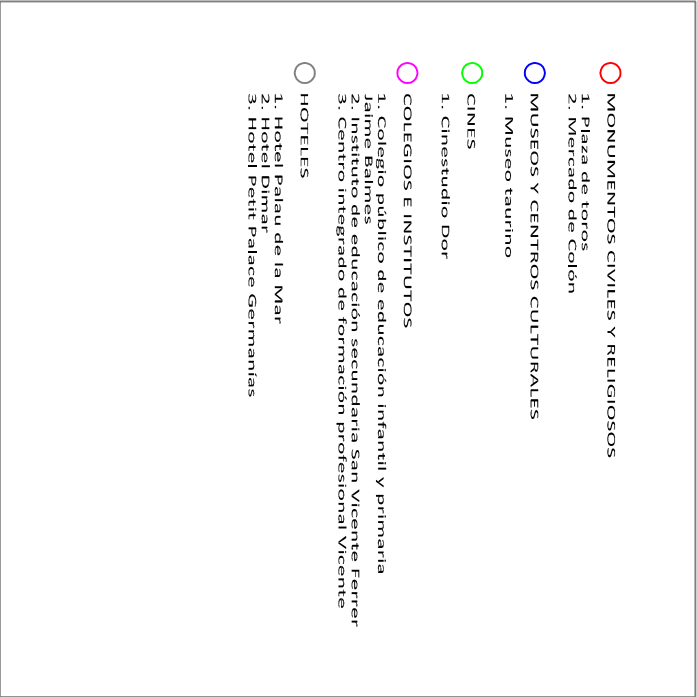 MONUMENTOS CIVILES Y RELIGIOSOS
1. Plaza de toros
2. Mercado de Colón
MUSEOS Y CENTROS CULTURALES
1. Museo taurino
CINES
1. Cinestudio Dor
COLEGIOS E INSTITUTOS
1. Colegio público de educación infantil y primaria
Jaime Balmes
2. Instituto de educación secundaria San Vicente Ferrer
3. Centro integrado de formación profesional Vicente
HOTELES
1. Hotel Palau de la Mar
2. Hotel Dimar
3. Hotel Petit Palace Germanías